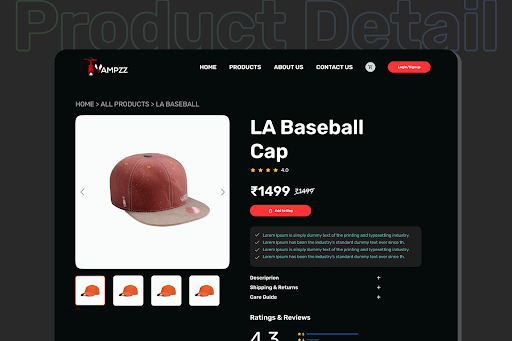 Product Detail
VAMPZZ
HOME PRODUCTS ABOUT US CONTACT US Login/Signup
HOME > ALL PRODUCTS > LA BASEBALL
LA Baseball
Cap
4.0
₹1499 ₹1499
Add to Bag
Lorem Ipsum is simply dummy text of the printing and typesetting industry.
Lorem Ipsum has been the industry's standard dummy text ever since th.
Lorem Ipsum is simply dummy text of the printing and typesetting industry.
Lorem Ipsum has been the industry's standard dummy text ever since th.
Description +
Shipping & Returns +
Care Guide +
Ratings & Reviews
4.3
5